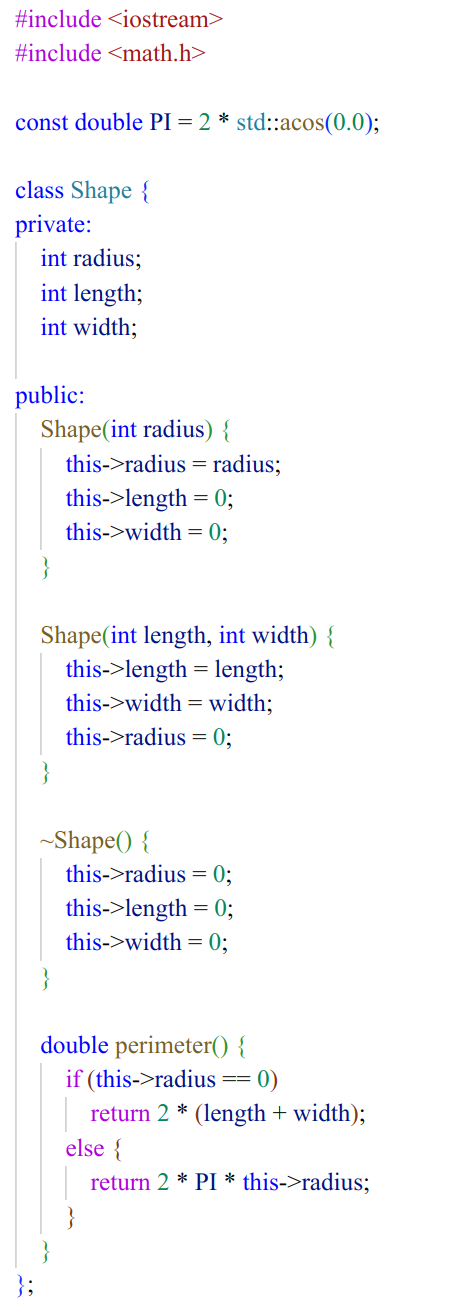 #include <iostream>
#include <math.h>

const double PI = 2 * std::acos(0.0);

class Shape {
private:
    int radius;
    int length;
    int width;

public:
    Shape(int radius) {
        this->radius = radius;
        this->length = 0;
        this->width = 0;
    }

    Shape(int length, int width) {
        this->length = length;
        this->width = width;
        this->radius = 0;
    }

    ~Shape() {
        this->radius = 0;
        this->length = 0;
        this->width = 0;
    }

    double perimeter() {
        if (this->radius == 0)
            return 2 * (length + width);
        else {
            return 2 * PI * this->radius;
        }
    }
};